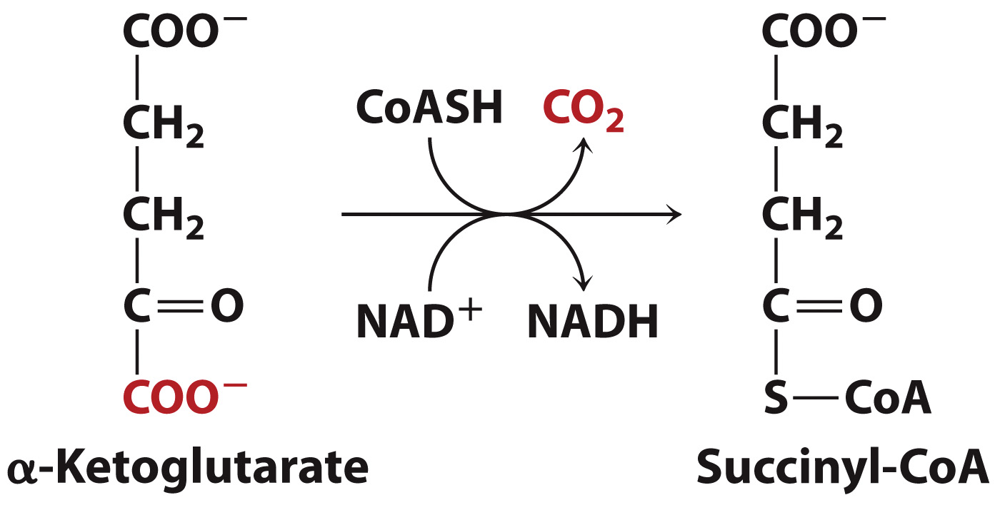 COO⁻
CH₂
CH₂
C=O
COO⁻
α-Ketoglutarate
CoASH CO₂
NAD⁺ NADH
COO⁻
CH₂
CH₂
C=O
S—CoA
Succinyl-CoA